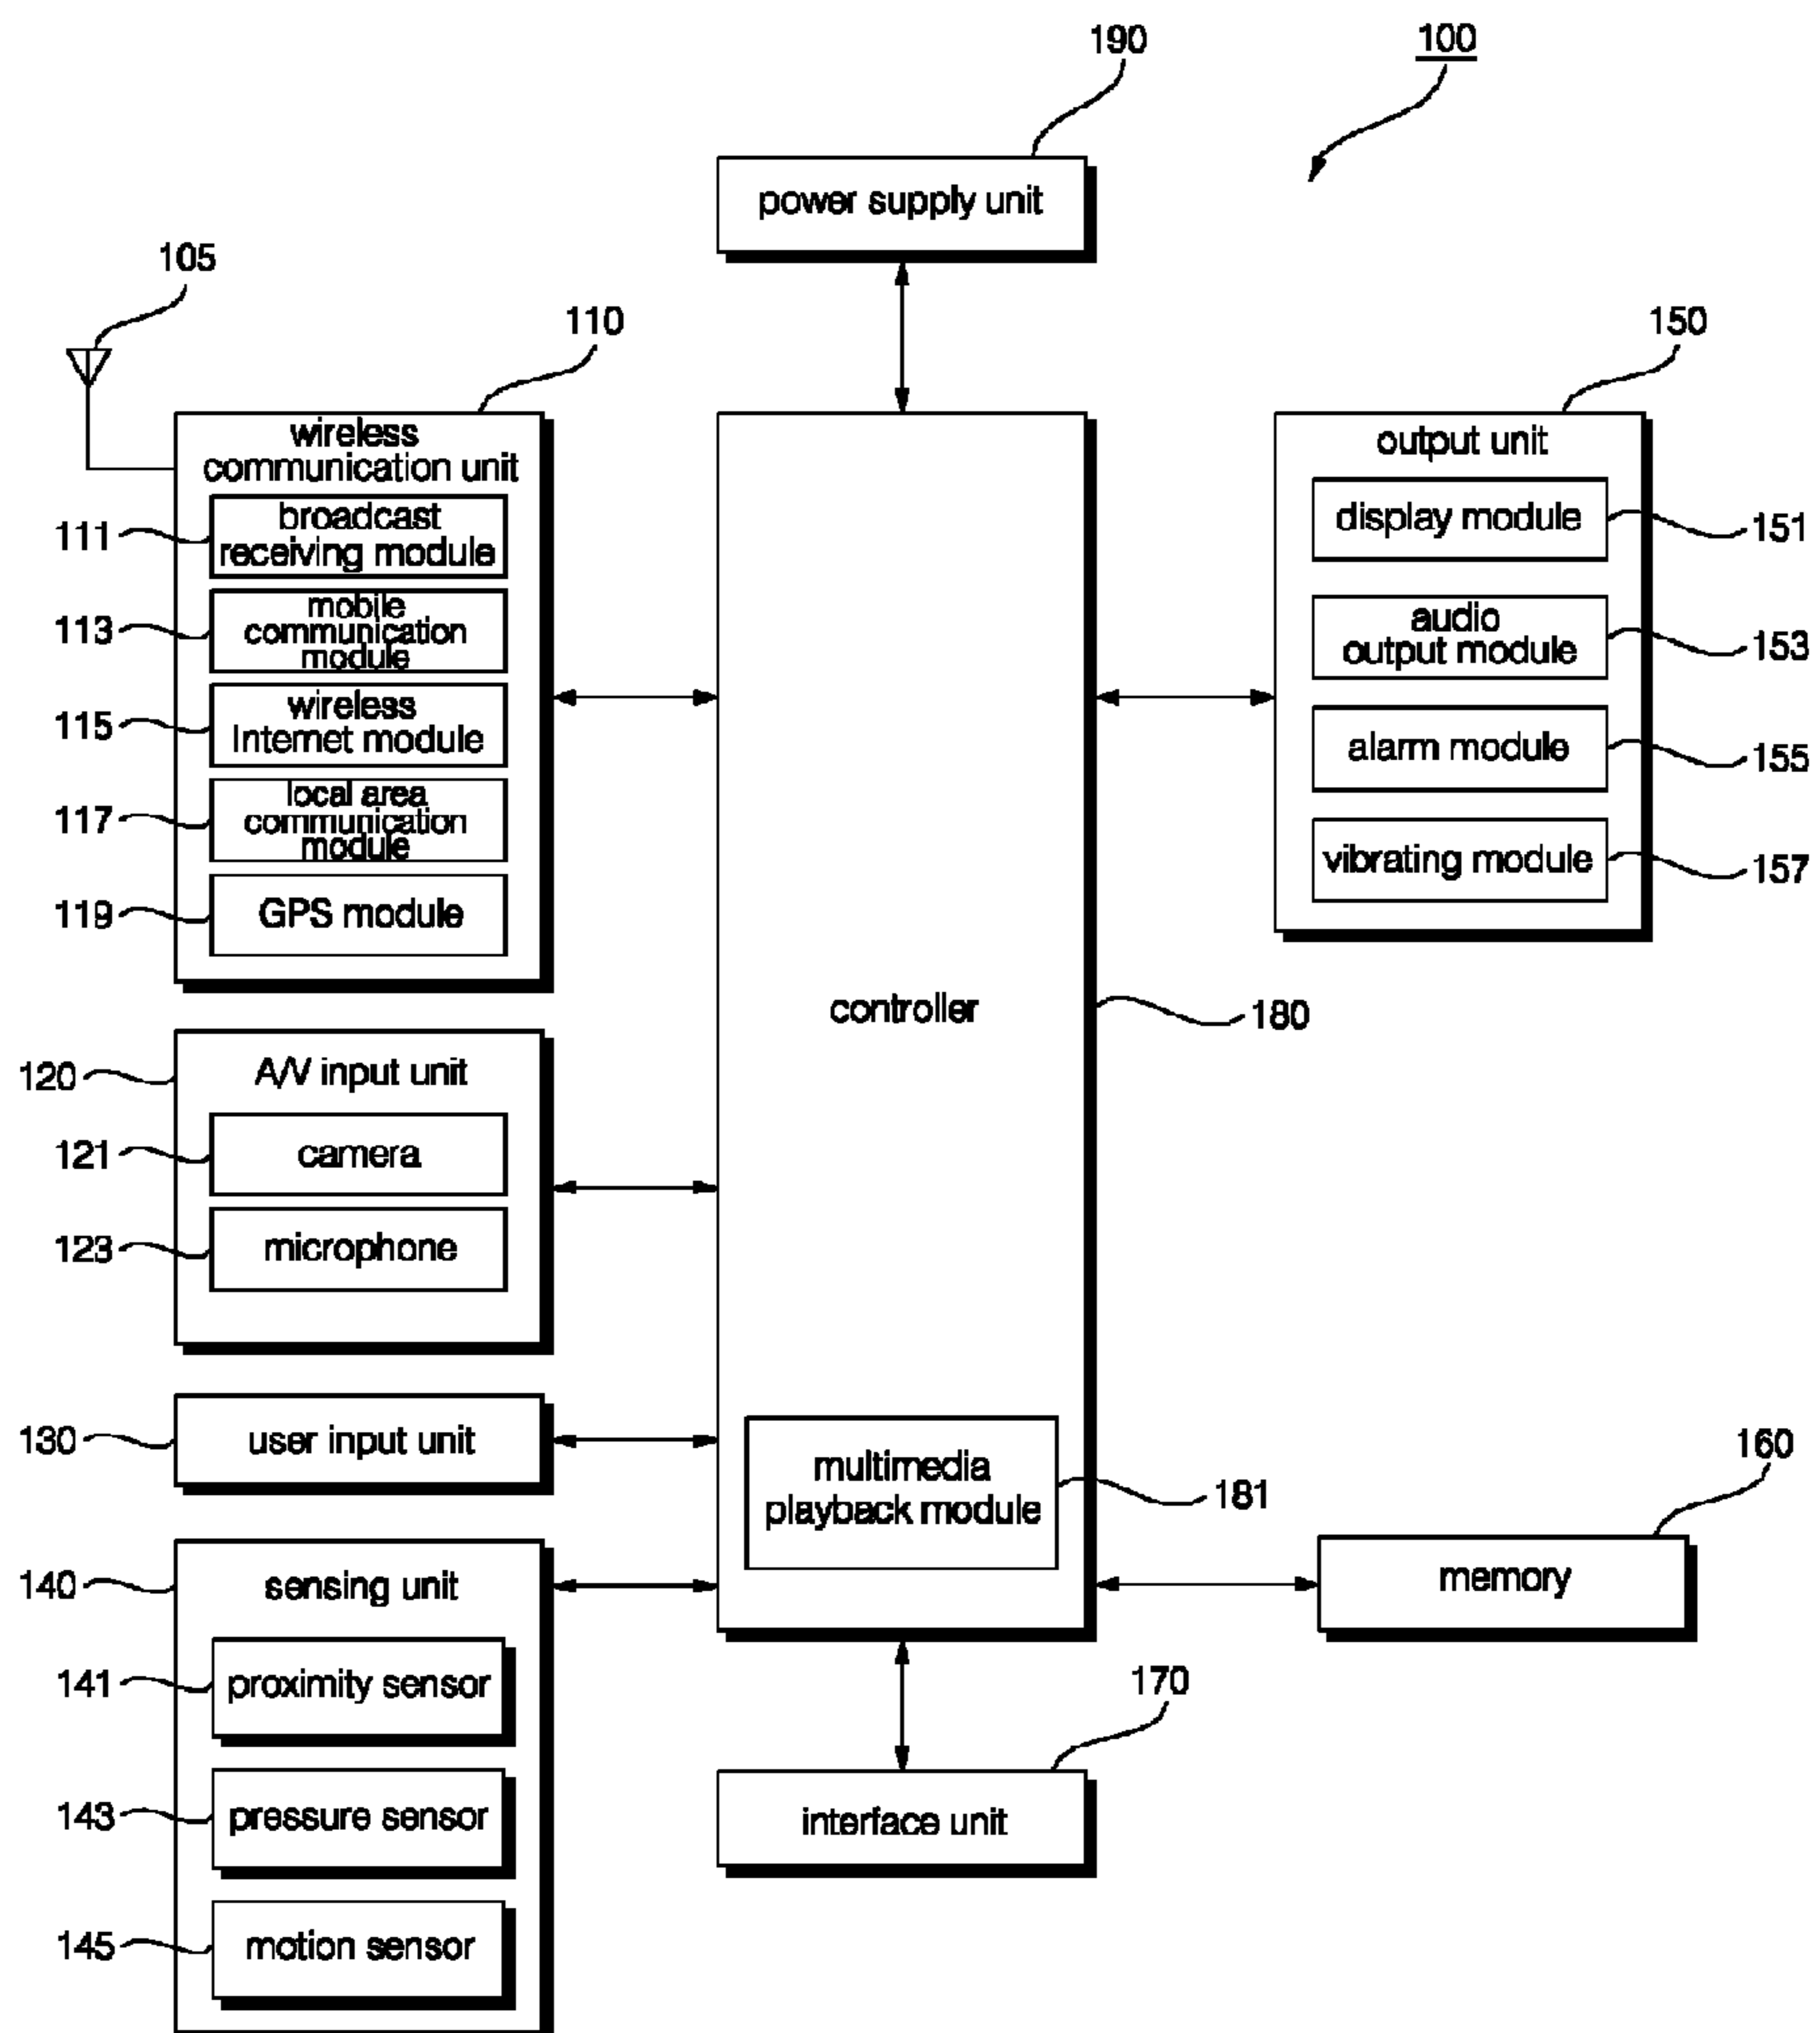 190
100
power supply unit
105
110
150
wireless
communication unit
111
broadcast
receiving module
113
mobile
communication
module
115
wireless
Internet module
117
local area
communication
module
119
GPS module
output unit
display module
151
audio
output module
153
alarm module
155
vibrating module
157
controller
180
120
A/V input unit
121
camera
123
microphone
130
user input unit
multimedia
playback module
181
160
memory
140
sensing unit
141
proximity sensor
143
pressure sensor
145
motion sensor
170
interface unit